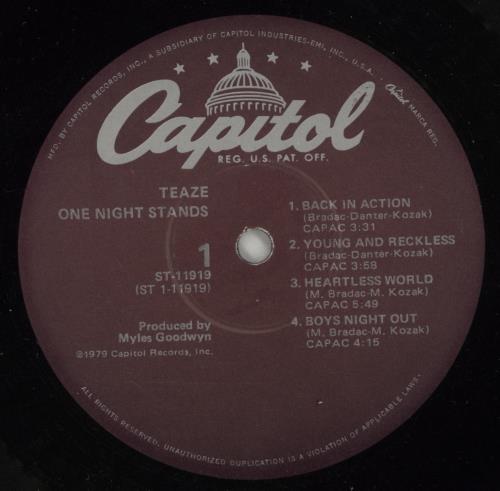 MFD. BY CAPITOL RECORDS, INC., A SUBSIDIARY OF CAPITOL INDUSTRIES-EMI, INC., U.S.A.
Capitol MARCA REG.
Capitol
REG. U.S. PAT. OFF.
TEAZE
ONE NIGHT STANDS
1
ST-11919
(ST 1-11919)
Produced by
Myles Goodwyn
©1979 Capitol Records, Inc.
1. BACK IN ACTION
(Bradac-Danter-Kozak)
CAPAC 3:31
2. YOUNG AND RECKLESS
(Bradac-Danter-Kozak)
CAPAC 3:58
3. HEARTLESS WORLD
(M. Bradac-M. Kozak)
CAPAC 5:49
4. BOYS NIGHT OUT
(M. Bradac-M. Kozak)
CAPAC 4:15
ALL RIGHTS RESERVED. UNAUTHORIZED DUPLICATION IS A VIOLATION OF APPLICABLE LAWS.